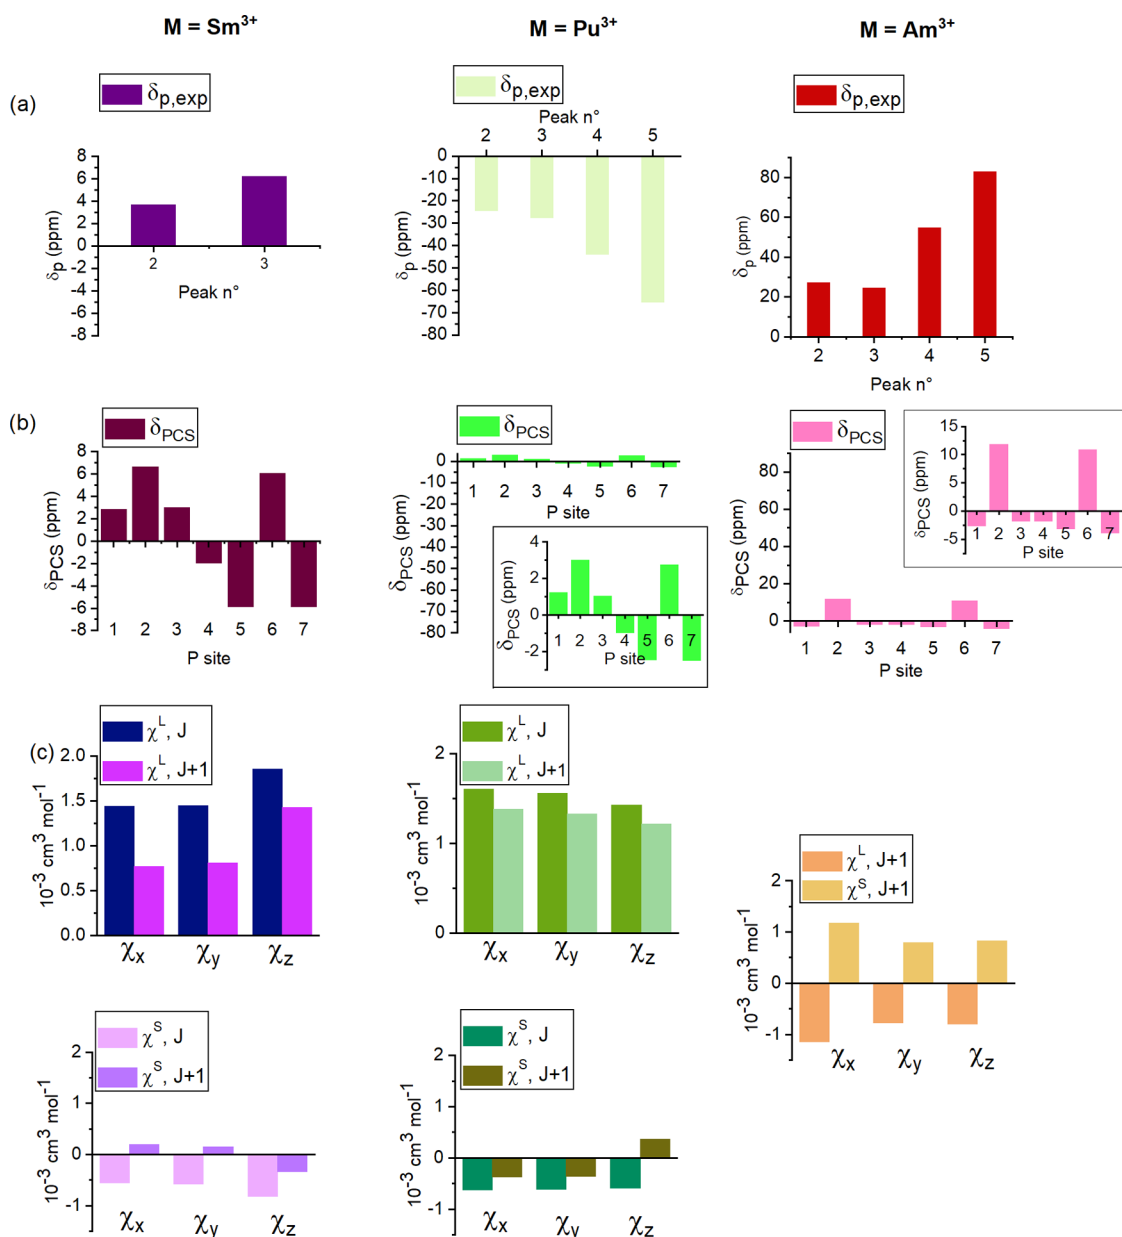 M = Sm³⁺
M = Pu³⁺
M = Am³⁺
(a)
δp,exp
8
6
4
2
0
-2
-4
-6
-8
δp (ppm)
2
3
Peak n°
δp,exp
Peak n°
2
3
4
5
0
-10
-20
-30
-40
-50
-60
-70
-80
δp (ppm)
δp,exp
80
60
40
20
0
δp (ppm)
2
3
4
5
Peak n°
(b)
δPCS
8
6
4
2
0
-2
-4
-6
-8
δPCS (ppm)
1
2
3
4
5
6
7
P site
δPCS
0
-10
-20
-30
-40
-50
-60
-70
-80
δPCS (ppm)
1
2
3
4
5
6
7
P site
4
2
0
-2
δPCS (ppm)
1
2
3
4
5
6
7
P site
δPCS
80
60
40
20
0
δPCS (ppm)
1
2
3
4
5
6
7
P site
15
10
5
0
-5
δPCS (ppm)
1
2
3
4
5
6
7
P site
(c)
χᴸ, J
χᴸ, J+1
2.0
1.5
1.0
0.5
0.0
10⁻³ cm³ mol⁻¹
χx
χy
χz
χᴸ, J
χᴸ, J+1
2
1
0
10⁻³ cm³ mol⁻¹
χx
χy
χz
χᴸ, J+1
χˢ, J+1
2
1
0
-1
10⁻³ cm³ mol⁻¹
χx
χy
χz
χˢ, J
χˢ, J+1
2
1
0
-1
10⁻³ cm³ mol⁻¹
χx
χy
χz
χˢ, J
χˢ, J+1
2
1
0
-1
10⁻³ cm³ mol⁻¹
χx
χy
χz